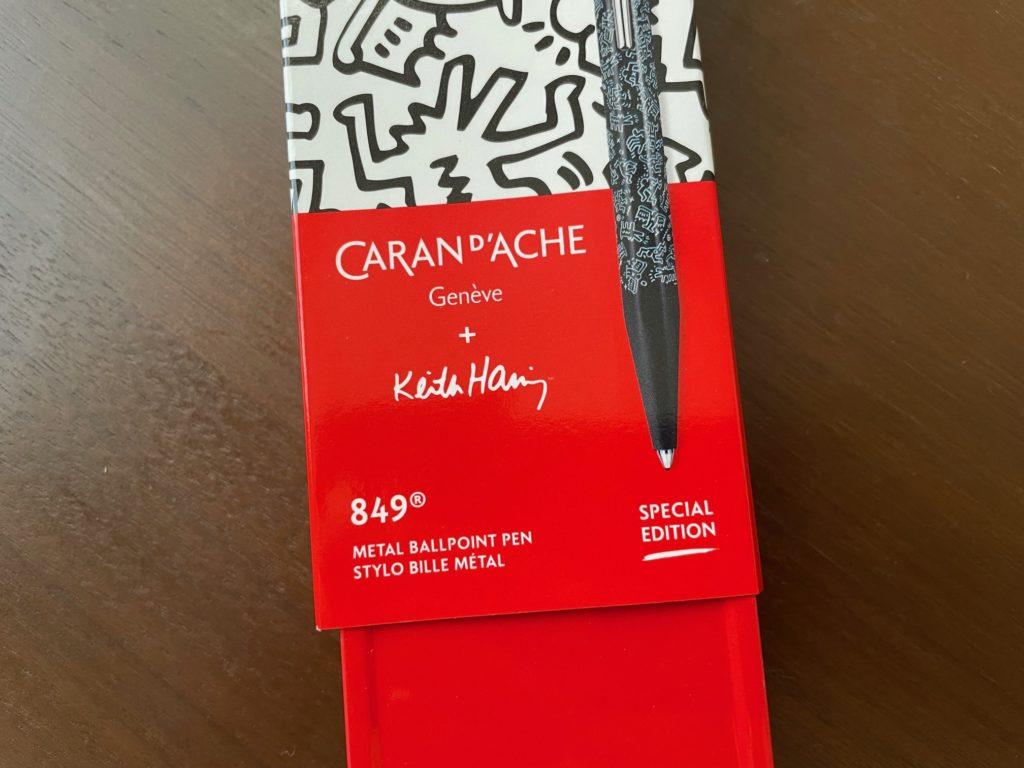 CARAN D'ACHE
Genève
+
Keith Haring
849®
METAL BALLPOINT PEN
STYLO BILLE MÉTAL
SPECIAL
EDITION